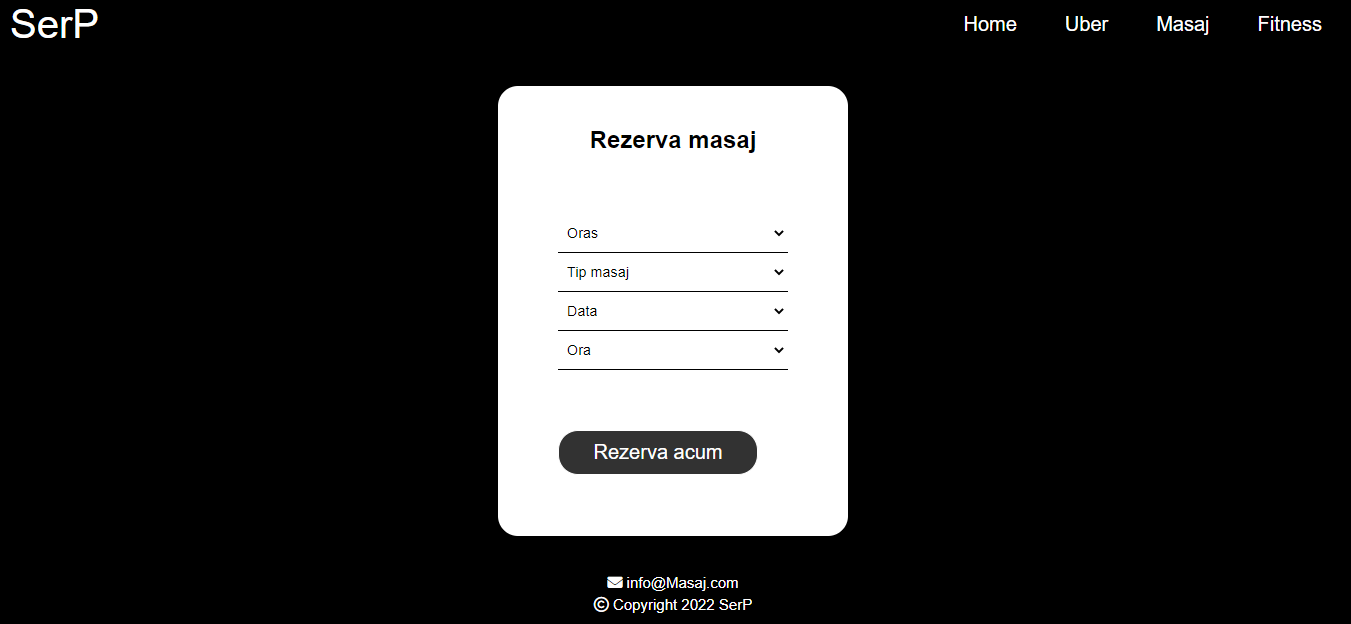 SerP
Home Uber Masaj Fitness
Rezerva masaj
Oras
Tip masaj
Data
Ora
Rezerva acum
info@Masaj.com
© Copyright 2022 SerP